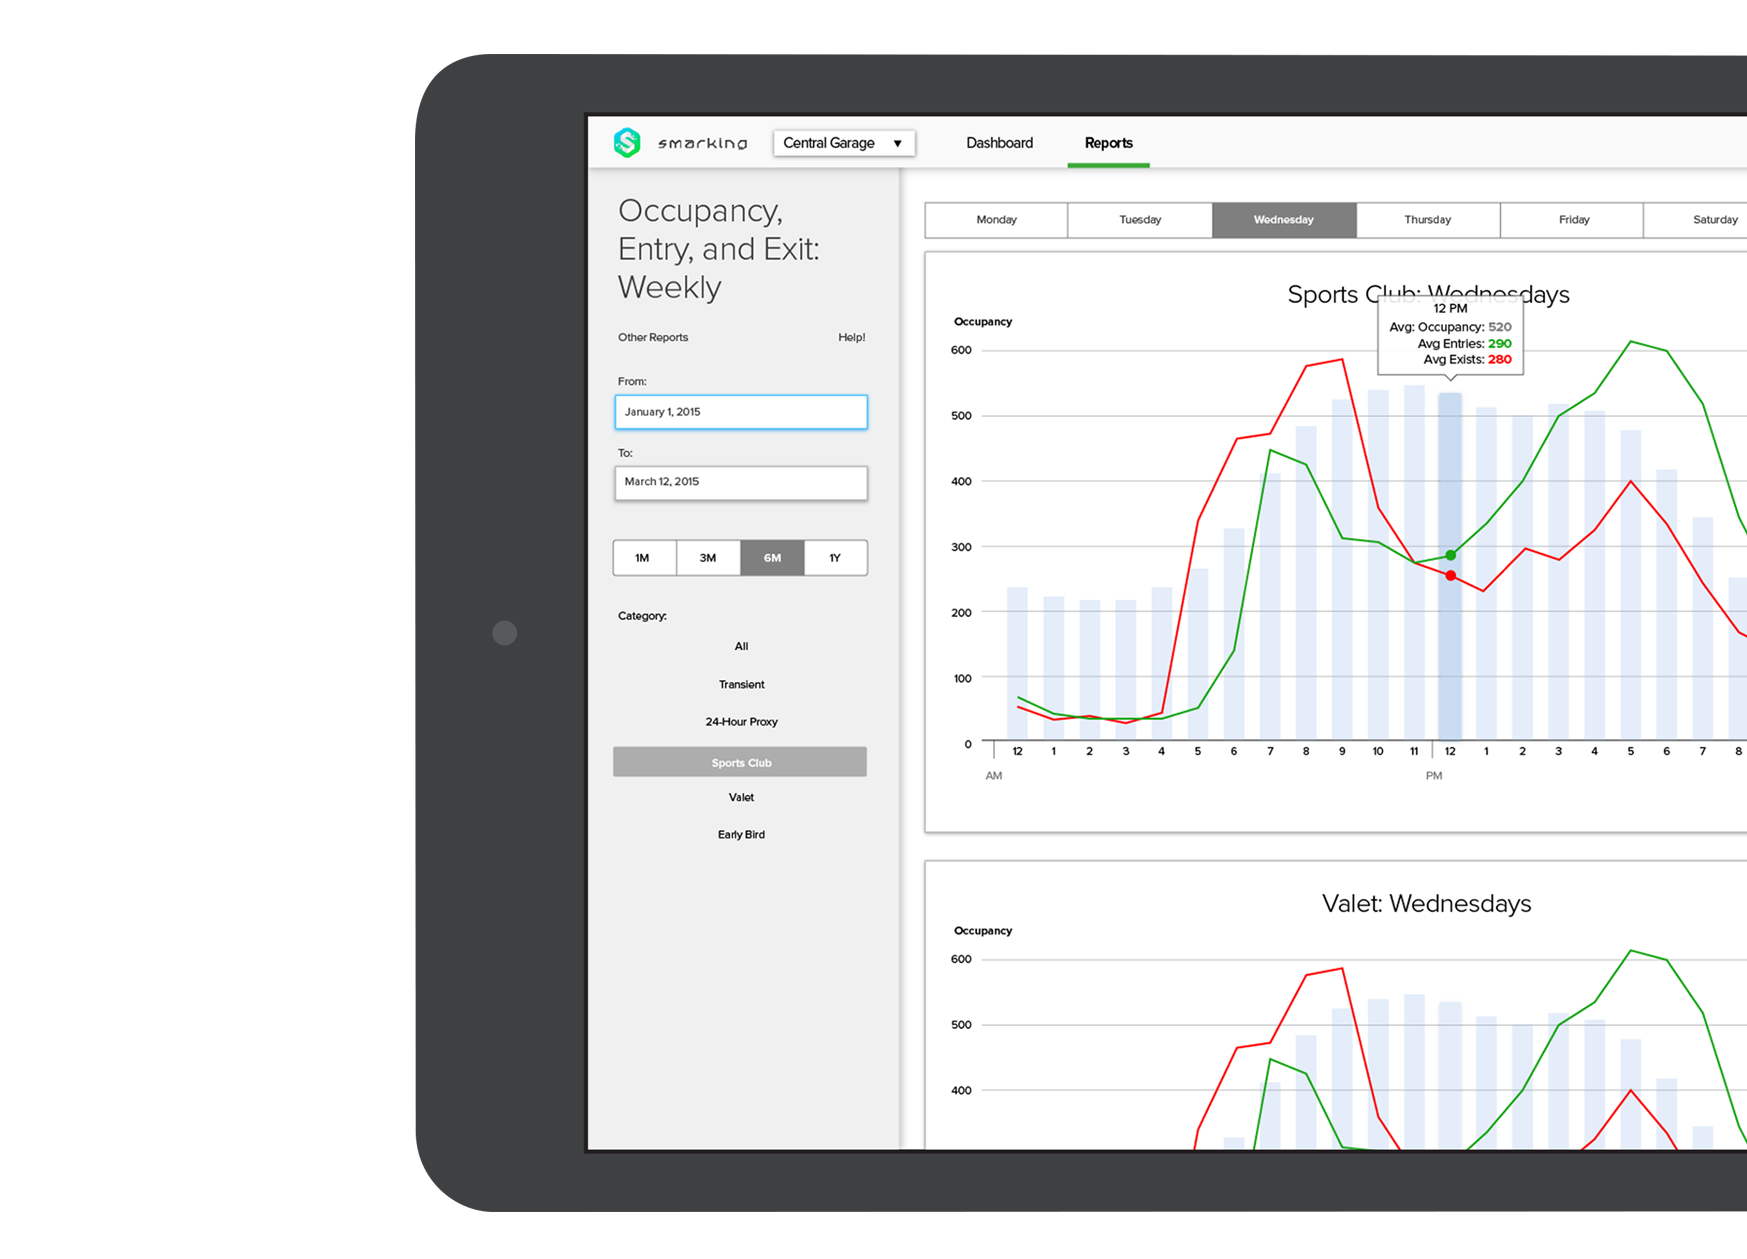 smarking
Central Garage ▼
Dashboard
Reports
Occupancy,
Entry, and Exit:
Weekly
Other Reports
Help!
From:
January 1, 2015
To:
March 12, 2015
1M 3M 6M 1Y
Category:
All
Transient
24-Hour Proxy
Sports Club
Valet
Early Bird
Monday Tuesday Wednesday Thursday Friday Saturday
Sports Club: Wednesdays
12 PM
Avg: Occupancy: 520
Avg Entries: 290
Avg Exists: 280
Occupancy
600
500
400
300
200
100
0
12 1 2 3 4 5 6 7 8 9 10 11 12 1 2 3 4 5 6 7 8
AM PM
Valet: Wednesdays
Occupancy
600
500
400